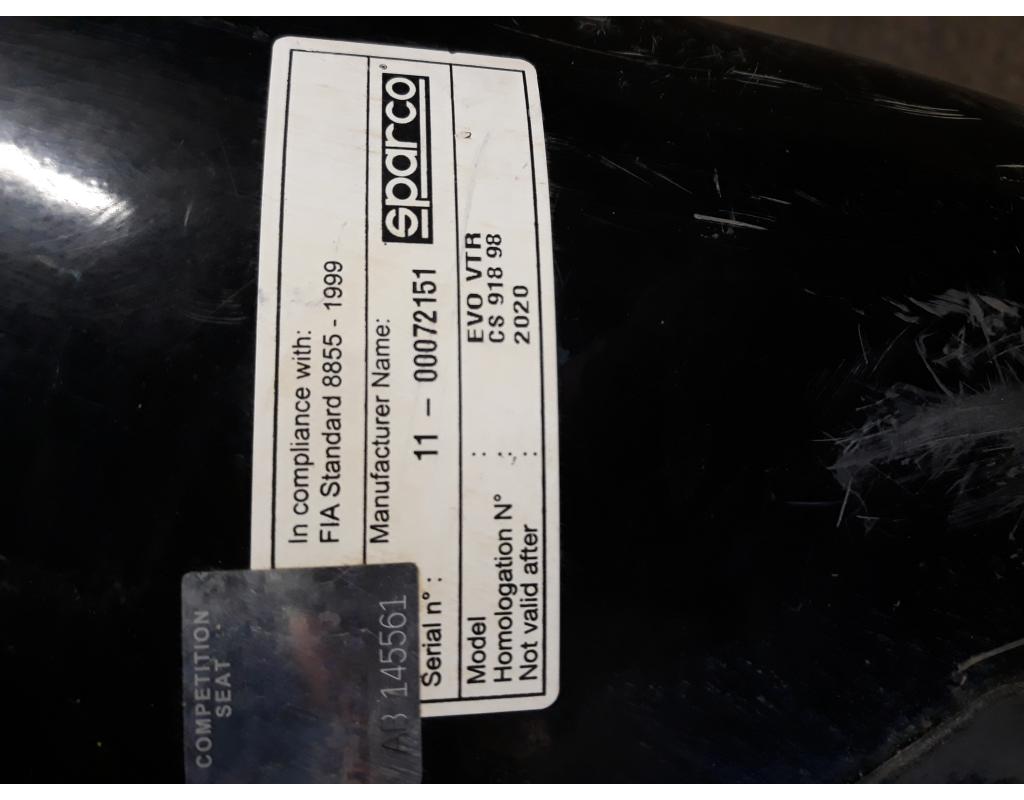 In compliance with:
FIA Standard 8855 - 1999
Manufacturer Name:
sparco®
Serial n° : 11 - 00072151
Model : EVO VTR
Homologation N° : CS 918 98
Not valid after : 2020
COMPETITION
SEAT
AB 145561